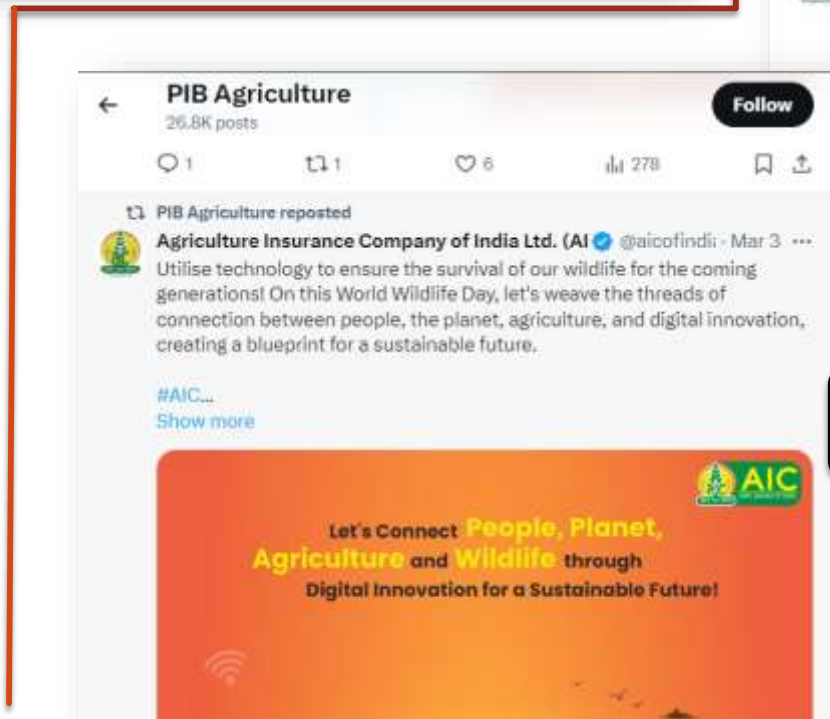 PIB Agriculture
26.8K posts
Follow
1 1 6 278
PIB Agriculture reposted
Agriculture Insurance Company of India Ltd. (AI @aicofindi · Mar 3 ···
Utilise technology to ensure the survival of our wildlife for the coming
generations! On this World Wildlife Day, let's weave the threads of
connection between people, the planet, agriculture, and digital innovation,
creating a blueprint for a sustainable future.
#AIC...
Show more
AIC
Let's Connect People, Planet,
Agriculture and Wildlife through
Digital Innovation for a Sustainable Future!